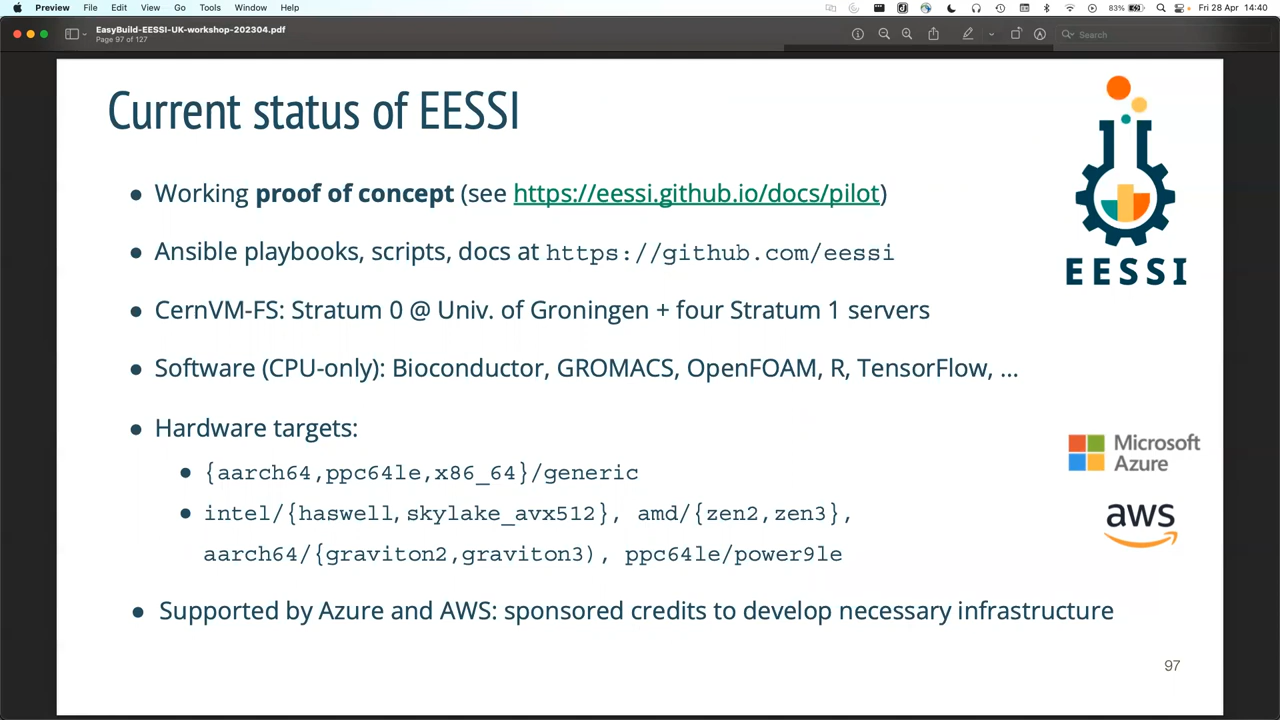 Preview File Edit View Go Tools Window Help 83% Fri 28 Apr 14:40
EasyBuild-EESSI-UK-workshop-202304.pdf
Page 97 of 127
Search
Current status of EESSI
● Working proof of concept (see https://eessi.github.io/docs/pilot)
● Ansible playbooks, scripts, docs at https://github.com/eessi
EESSI
● CernVM-FS: Stratum 0 @ Univ. of Groningen + four Stratum 1 servers
● Software (CPU-only): Bioconductor, GROMACS, OpenFOAM, R, TensorFlow, ...
● Hardware targets:
Microsoft
Azure
● {aarch64,ppc64le,x86_64}/generic
● intel/{haswell,skylake_avx512}, amd/{zen2,zen3},
aws
aarch64/{graviton2,graviton3), ppc64le/power9le
● Supported by Azure and AWS: sponsored credits to develop necessary infrastructure
97